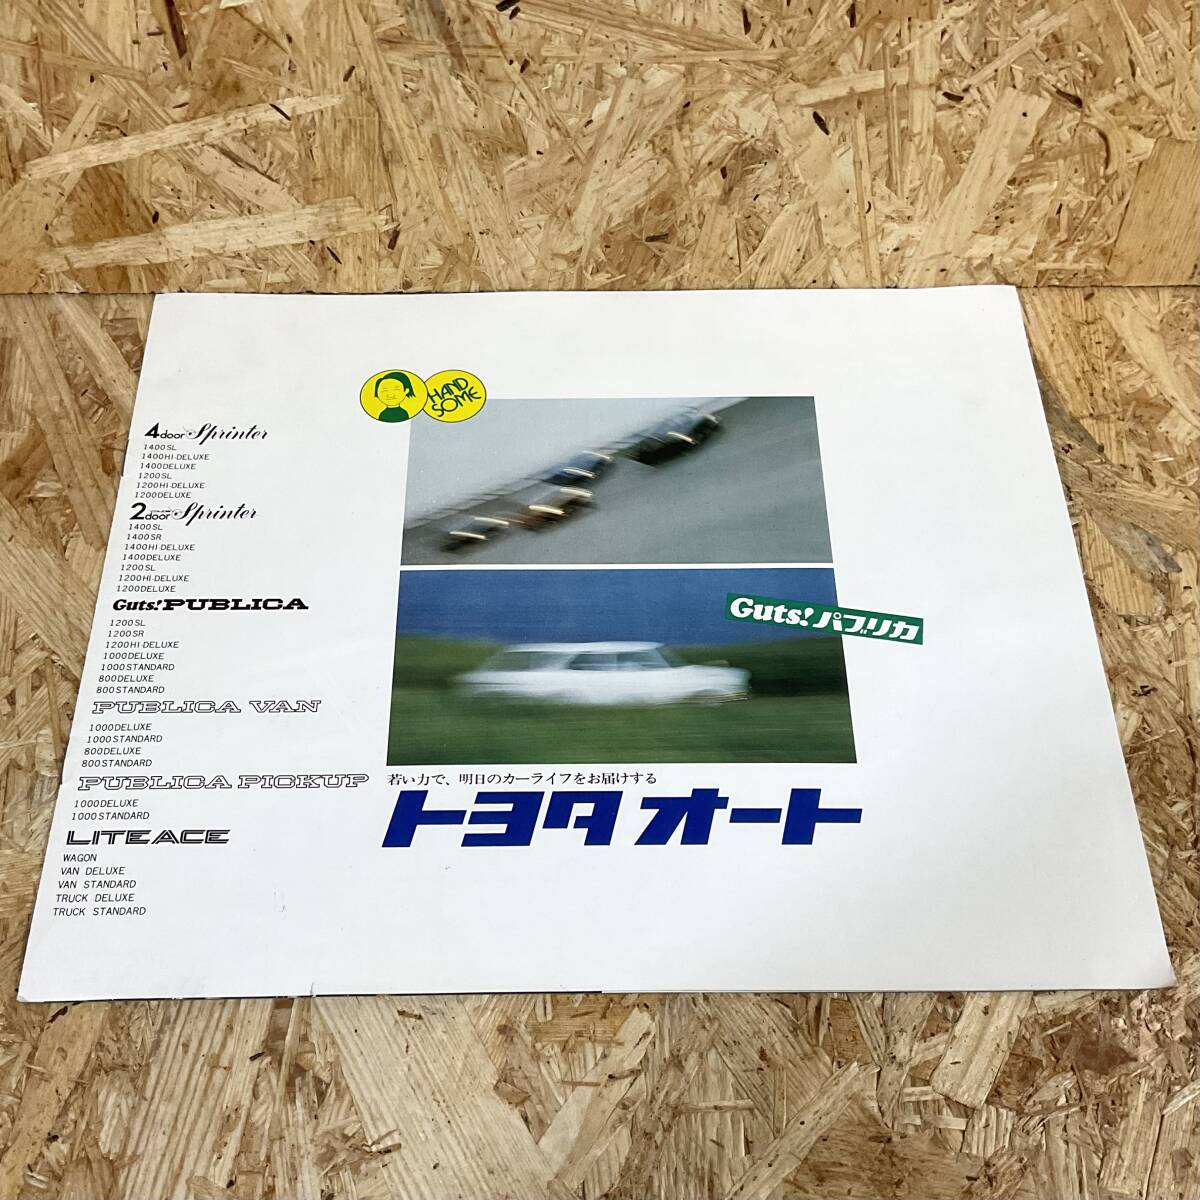 HAND
SOME
4door Sprinter
1400SL
1400HI-DELUXE
1400DELUXE
1200SL
1200HI-DELUXE
1200DELUXE
2door Sprinter
1400SL
1400SR
1400HI-DELUXE
1400DELUXE
1200SL
1200HI-DELUXE
1200DELUXE
Guts! PUBLICA
1200SL
1200SR
1200HI-DELUXE
1000DELUXE
1000STANDARD
800DELUXE
800STANDARD
PUBLICA VAN
1000DELUXE
1000STANDARD
800DELUXE
800STANDARD
PUBLICA PICKUP
1000DELUXE
1000STANDARD
LITEACE
WAGON
VAN DELUXE
VAN STANDARD
TRUCK DELUXE
TRUCK STANDARD
Guts! パブリカ
若い力で、明日のカーライフをお届けする
トヨタ オート